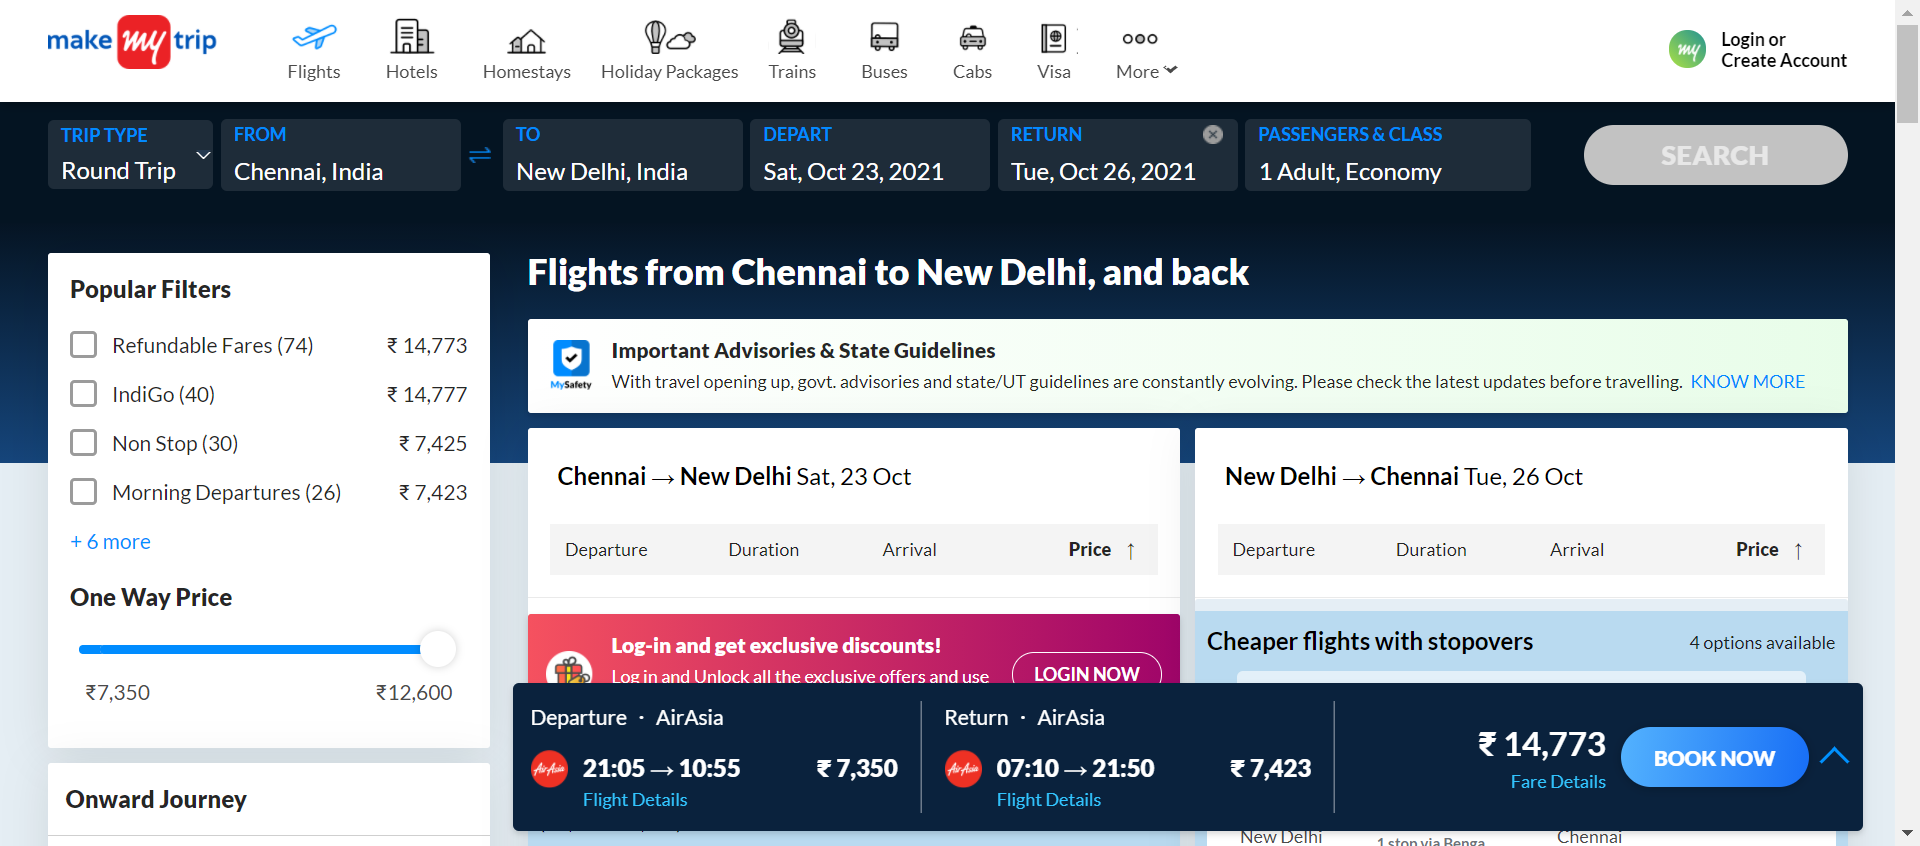 make my trip
Flights
Hotels
Homestays
Holiday Packages
Trains
Buses
Cabs
Visa
More
my
Login or
Create Account
TRIP TYPE
Round Trip
FROM
Chennai, India
TO
New Delhi, India
DEPART
Sat, Oct 23, 2021
RETURN
Tue, Oct 26, 2021
PASSENGERS & CLASS
1 Adult, Economy
SEARCH
Popular Filters
Refundable Fares (74) ₹ 14,773
IndiGo (40) ₹ 14,777
Non Stop (30) ₹ 7,425
Morning Departures (26) ₹ 7,423
+ 6 more
One Way Price
₹7,350 ₹12,600
Onward Journey
Flights from Chennai to New Delhi, and back
MySafety
Important Advisories & State Guidelines
With travel opening up, govt. advisories and state/UT guidelines are constantly evolving. Please check the latest updates before travelling. KNOW MORE
Chennai → New Delhi Sat, 23 Oct
Departure Duration Arrival Price ↑
Log-in and get exclusive discounts!
Log in and Unlock all the exclusive offers and use
LOGIN NOW
New Delhi → Chennai Tue, 26 Oct
Departure Duration Arrival Price ↑
Cheaper flights with stopovers 4 options available
Departure · AirAsia
AirAsia 21:05 → 10:55 ₹ 7,350
Flight Details
Return · AirAsia
AirAsia 07:10 → 21:50 ₹ 7,423
Flight Details
₹ 14,773
Fare Details
BOOK NOW
New Delhi 1 stop via Benga Chennai